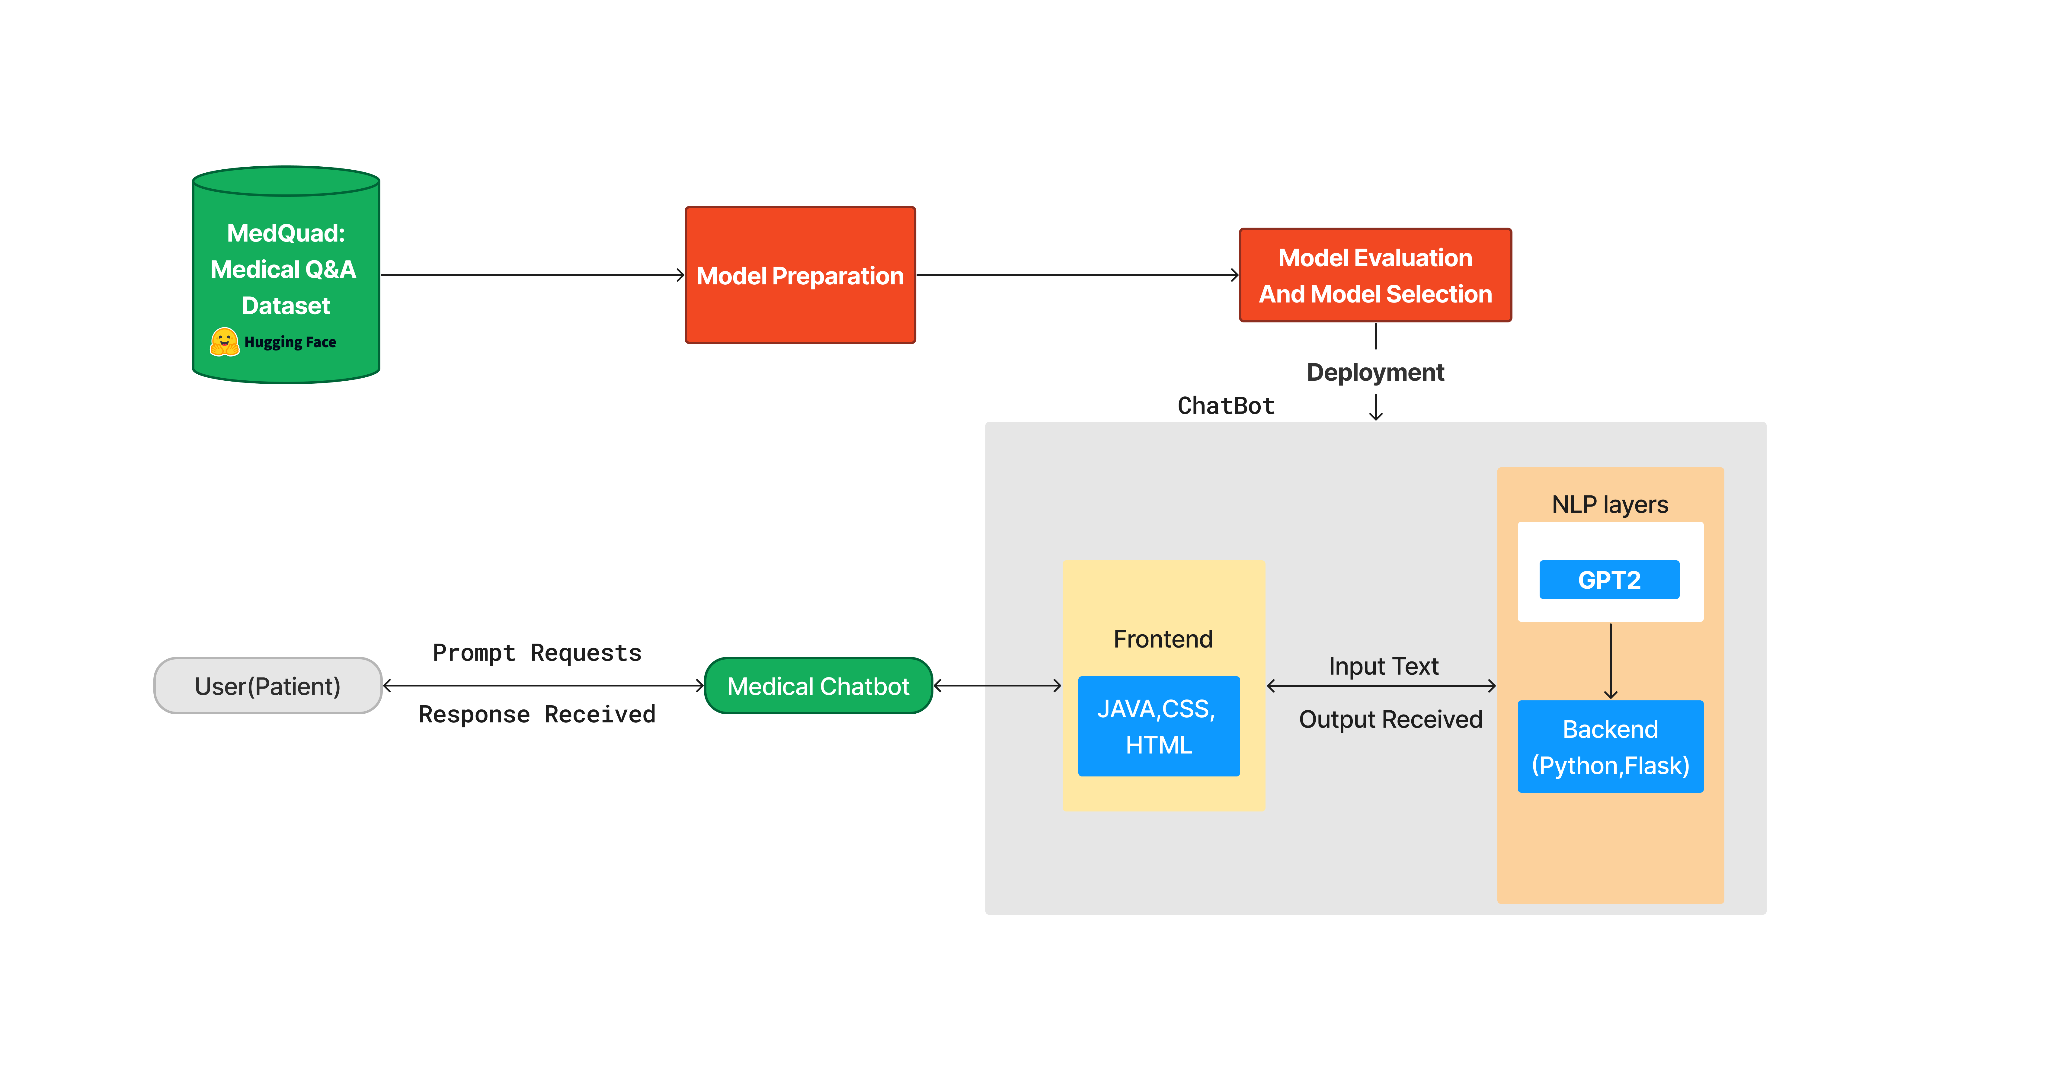 MedQuad:
Medical Q&A
Dataset
Hugging Face
Model Preparation
Model Evaluation
And Model Selection
Deployment
ChatBot
NLP layers
GPT2
Frontend
JAVA,CSS,
HTML
Input Text
Output Received
Backend
(Python,Flask)
Prompt Requests
User(Patient)
Medical Chatbot
Response Received